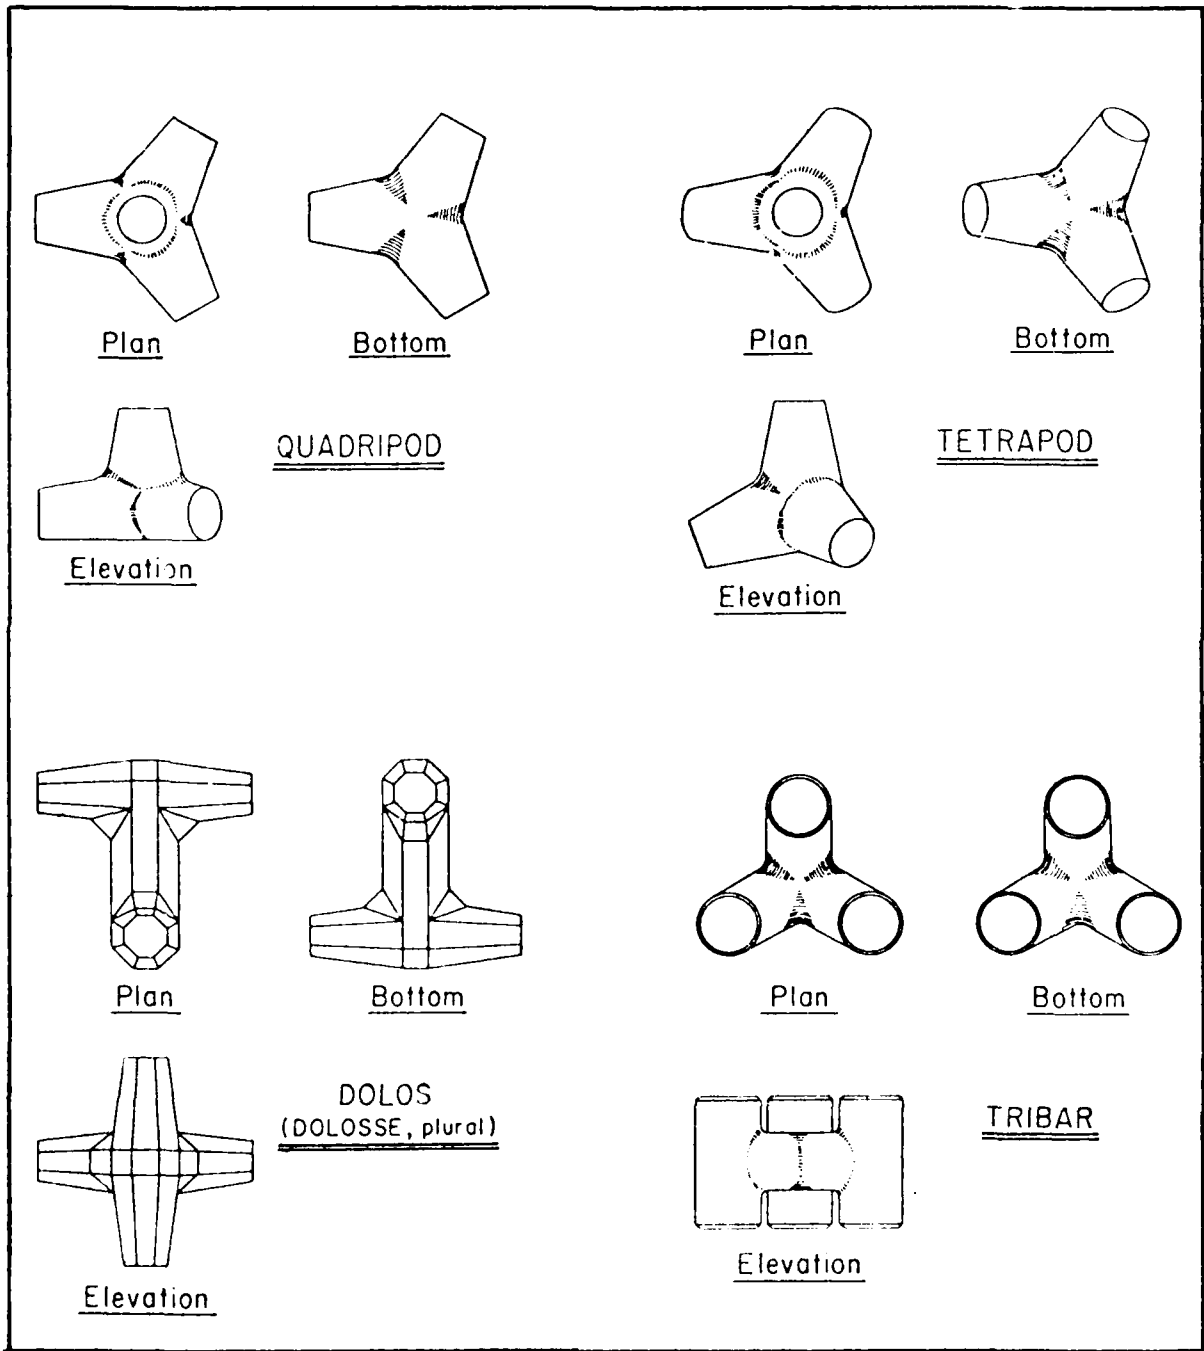 Plan
Bottom
Plan
Bottom
QUADRIPOD
TETRAPOD
Elevation
Elevation
Plan
Bottom
Plan
Bottom
DOLOS
(DOLOSSE, plural)
TRIBAR
Elevation
Elevation